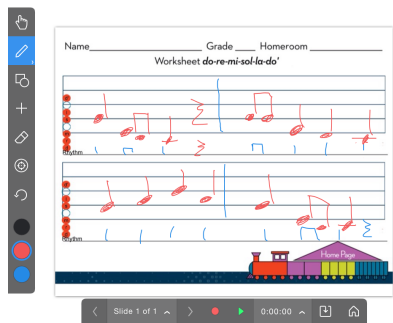 Name Grade Homeroom
Worksheet do-re-mi-sol-la-do'
Rhythm
Rhythm
Home Page
Slide 1 of 1
0:00:00